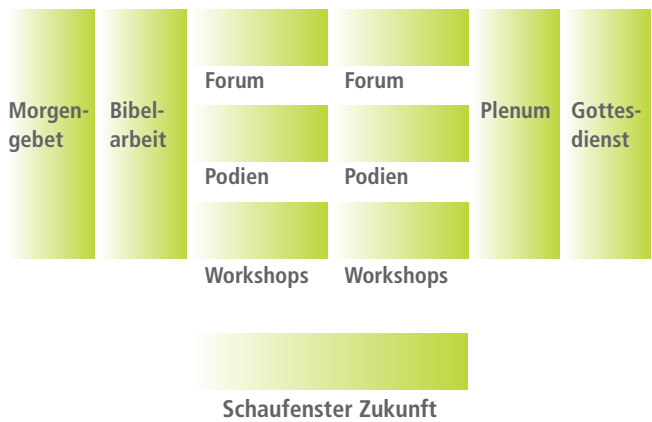 Morgen-
gebet
Bibel-
arbeit
Forum
Forum
Podien
Podien
Workshops
Workshops
Plenum
Gottes-
dienst
Schaufenster Zukunft